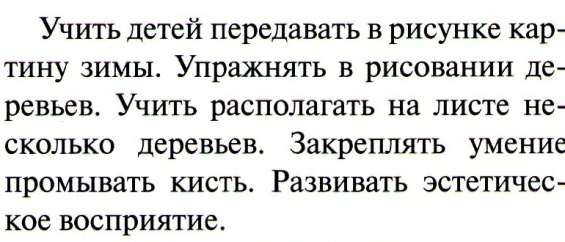 Учить детей передавать в рисунке кар-
тину зимы. Упражнять в рисовании де-
ревьев. Учить располагать на листе не-
сколько деревьев. Закреплять умение
промывать кисть. Развивать эстетичес-
кое восприятие.